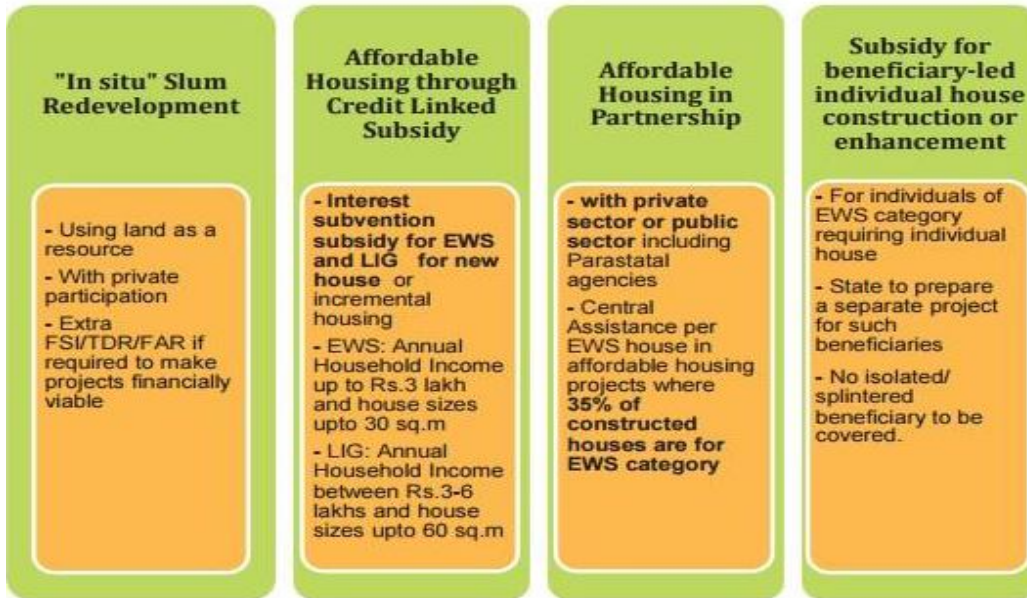 "In situ" Slum
Redevelopment
- Using land as a
resource
- With private
participation
- Extra
FSI/TDR/FAR if
required to make
projects financially
viable
Affordable
Housing through
Credit Linked
Subsidy
- Interest
subvention
subsidy for EWS
and LIG for new
house or
incremental
housing
- EWS: Annual
Household Income
up to Rs.3 lakh
and house sizes
upto 30 sq.m
- LIG: Annual
Household Income
between Rs.3-6
lakhs and house
sizes upto 60 sq.m
Affordable
Housing in
Partnership
- with private
sector or public
sector including
Parastatal
agencies
- Central
Assistance per
EWS house in
affordable housing
projects where
35% of
constructed
houses are for
EWS category
Subsidy for
beneficiary-led
individual house
construction or
enhancement
- For individuals of
EWS category
requiring individual
house
- State to prepare
a separate project
for such
beneficiaries
- No isolated/
splintered
beneficiary to be
covered.